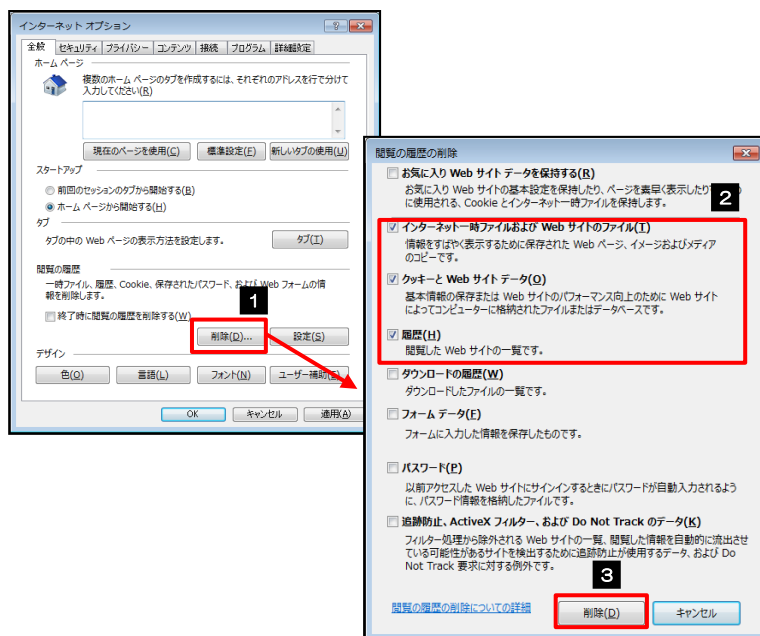 インターネット オプション
全般 セキュリティ プライバシー コンテンツ 接続 プログラム 詳細設定
ホーム ページ
複数のホーム ページのタブを作成するには、それぞれのアドレスを行で分けて
入力してください(R)
現在のページを使用(C) 標準設定(F) 新しいタブの使用(U)
スタートアップ
前回のセッションのタブから開始する(B)
ホーム ページから開始する(H)
タブ
タブの中の Web ページの表示方法を設定します。 タブ(T)
閲覧の履歴
一時ファイル、履歴、Cookie、保存されたパスワード、および Web フォームの情
報を削除します。
1
終了時に閲覧の履歴を削除する(W)
削除(D)... 設定(S)
デザイン
色(O) 言語(L) フォント(N) ユーザー補助
OK キャンセル 適用(A)
閲覧の履歴の削除
お気に入り Web サイト データを保持する(R)
お気に入り Web サイトの基本設定を保持したり、ページを素早く表示したり
に使用される、Cookie とインターネット一時ファイルを保持します。
2
インターネット一時ファイルおよび Web サイトのファイル(T)
情報をすばやく表示するために保存された Web ページ、イメージおよびメディア
のコピーです。
クッキーと Web サイト データ(O)
基本情報の保存または Web サイトのパフォーマンス向上のために Web サイト
によってコンピューターに格納されたファイルまたはデータベースです。
履歴(H)
閲覧した Web サイトの一覧です。
ダウンロードの履歴(W)
ダウンロードしたファイルの一覧です。
フォーム データ(F)
フォームに入力した情報を保存したものです。
パスワード(P)
以前アクセスした Web サイトにサインインするときにパスワードが自動入力されるよう
に、パスワード情報を格納したファイルです。
追跡防止、ActiveX フィルター、および Do Not Track のデータ(K)
フィルター処理から除外される Web サイトの一覧、閲覧した情報を自動的に流出させ
ている可能性があるサイトを検出するために追跡防止が使用するデータ、および Do
Not Track 要求に対する例外です。
3
閲覧の履歴の削除についての詳細 削除(D) キャンセル